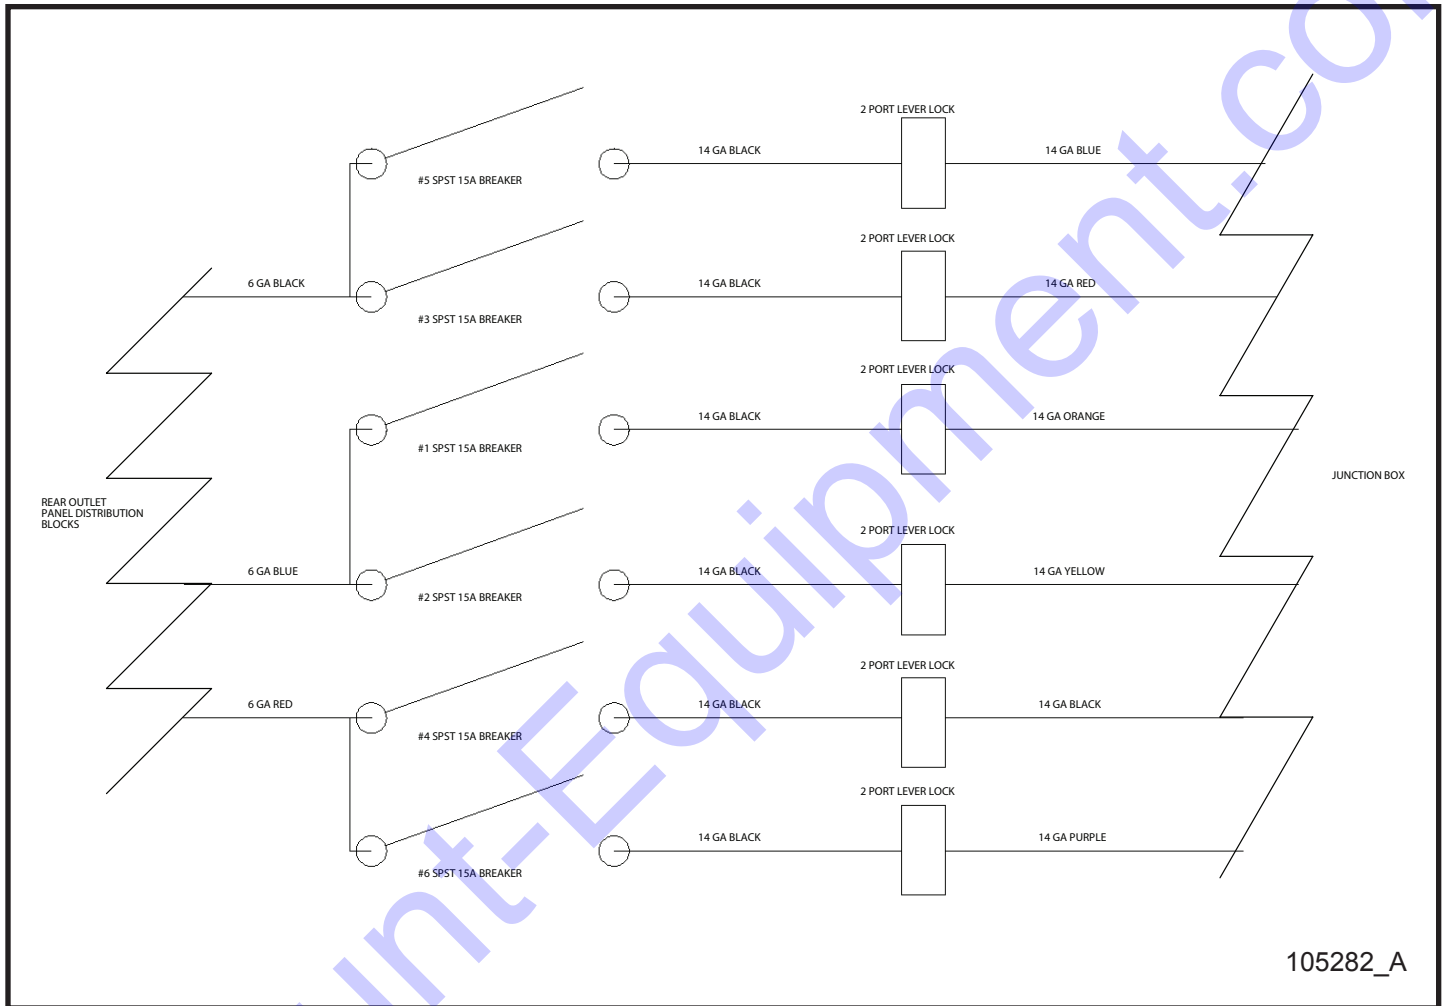 2 PORT LEVER LOCK
14 GA BLACK
14 GA BLUE
#5 SPST 15A BREAKER
2 PORT LEVER LOCK
6 GA BLACK
14 GA BLACK
14 GA RED
#3 SPST 15A BREAKER
2 PORT LEVER LOCK
14 GA BLACK
14 GA ORANGE
#1 SPST 15A BREAKER
JUNCTION BOX
REAR OUTLET
PANEL DISTRIBUTION
BLOCKS
2 PORT LEVER LOCK
6 GA BLUE
14 GA BLACK
14 GA YELLOW
#2 SPST 15A BREAKER
2 PORT LEVER LOCK
6 GA RED
14 GA BLACK
14 GA BLACK
#4 SPST 15A BREAKER
2 PORT LEVER LOCK
14 GA BLACK
14 GA PURPLE
#6 SPST 15A BREAKER
105282_A
unt-Equipment.co